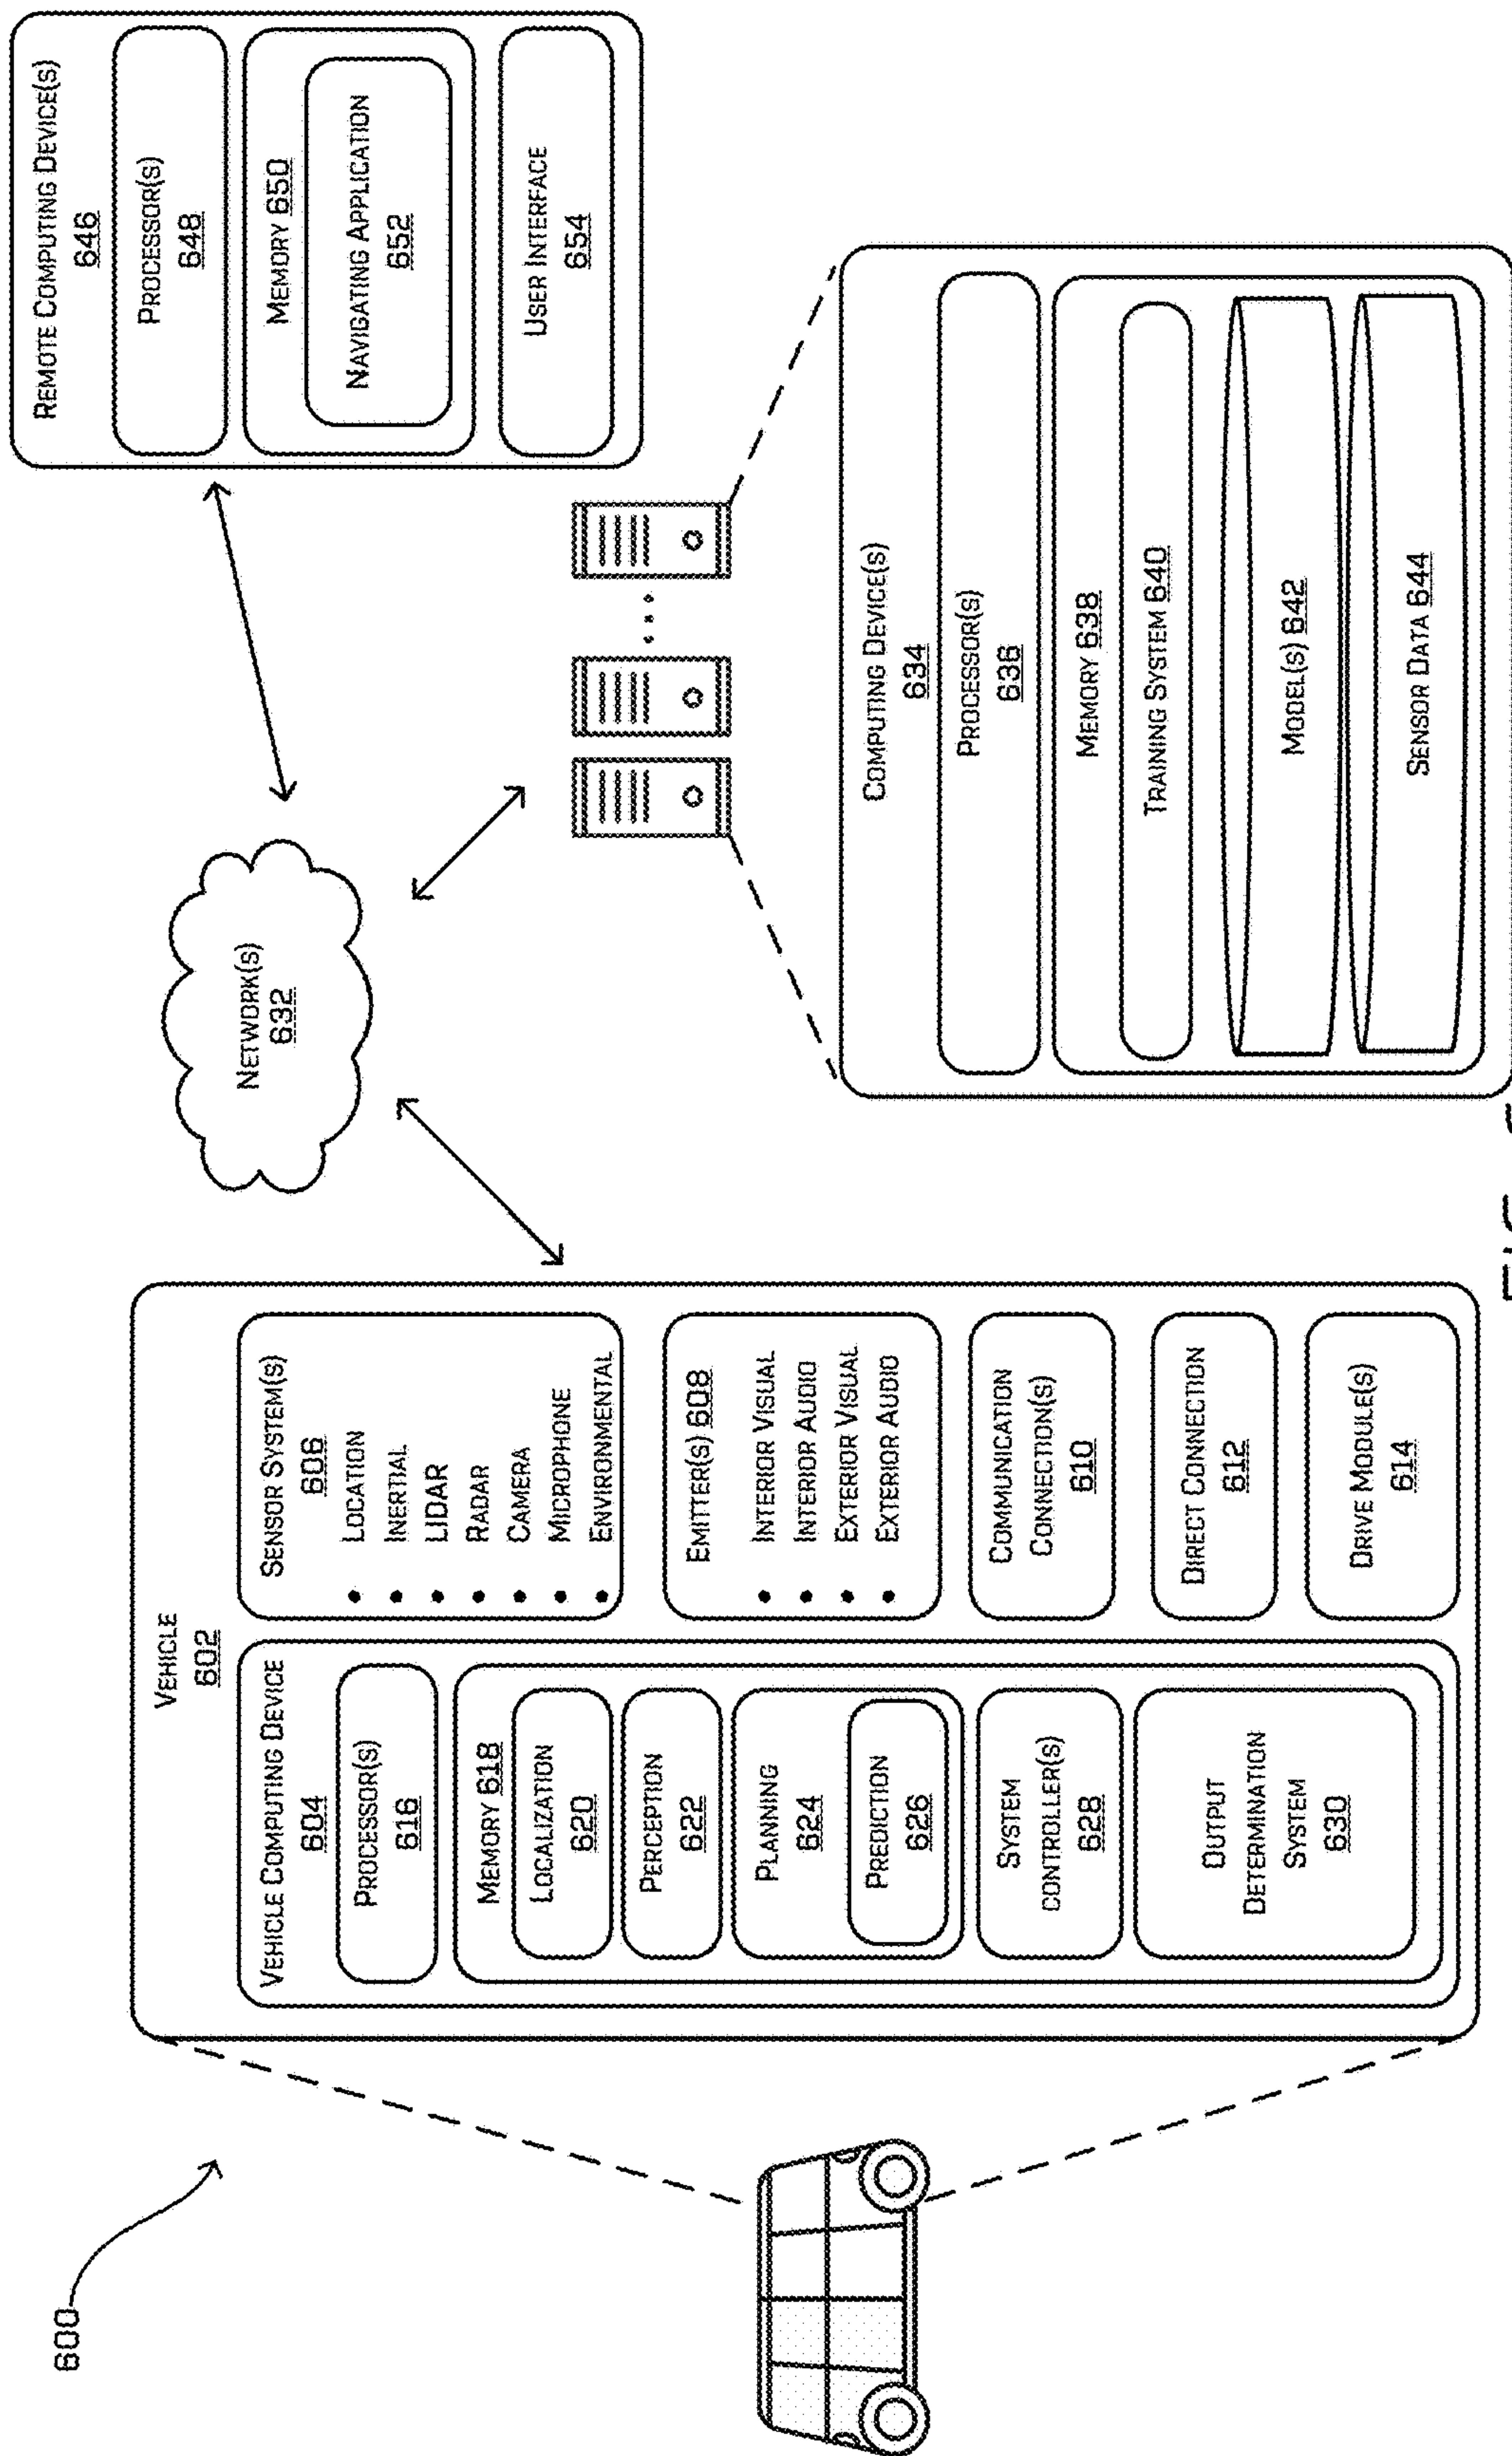 600
VEHICLE
602
VEHICLE COMPUTING DEVICE
604
PROCESSOR(S)
616
MEMORY 618
LOCALIZATION
620
PERCEPTION
622
PLANNING
624
PREDICTION
626
SYSTEM
CONTROLLER(S)
628
OUTPUT
DETERMINATION
SYSTEM
630
SENSOR SYSTEM(S)
606
• LOCATION
• INERTIAL
• LIDAR
• RADAR
• CAMERA
• MICROPHONE
• ENVIRONMENTAL
EMITTER(S) 608
• INTERIOR VISUAL
• INTERIOR AUDIO
• EXTERIOR VISUAL
• EXTERIOR AUDIO
COMMUNICATION
CONNECTION(S)
610
DIRECT CONNECTION
612
DRIVE MODULE(S)
614
NETWORK(S)
632
REMOTE COMPUTING DEVICE(S)
646
PROCESSOR(S)
648
MEMORY 650
NAVIGATING APPLICATION
652
USER INTERFACE
654
COMPUTING DEVICE(S)
634
PROCESSOR(S)
636
MEMORY 638
TRAINING SYSTEM 640
MODEL(S) 642
SENSOR DATA 644